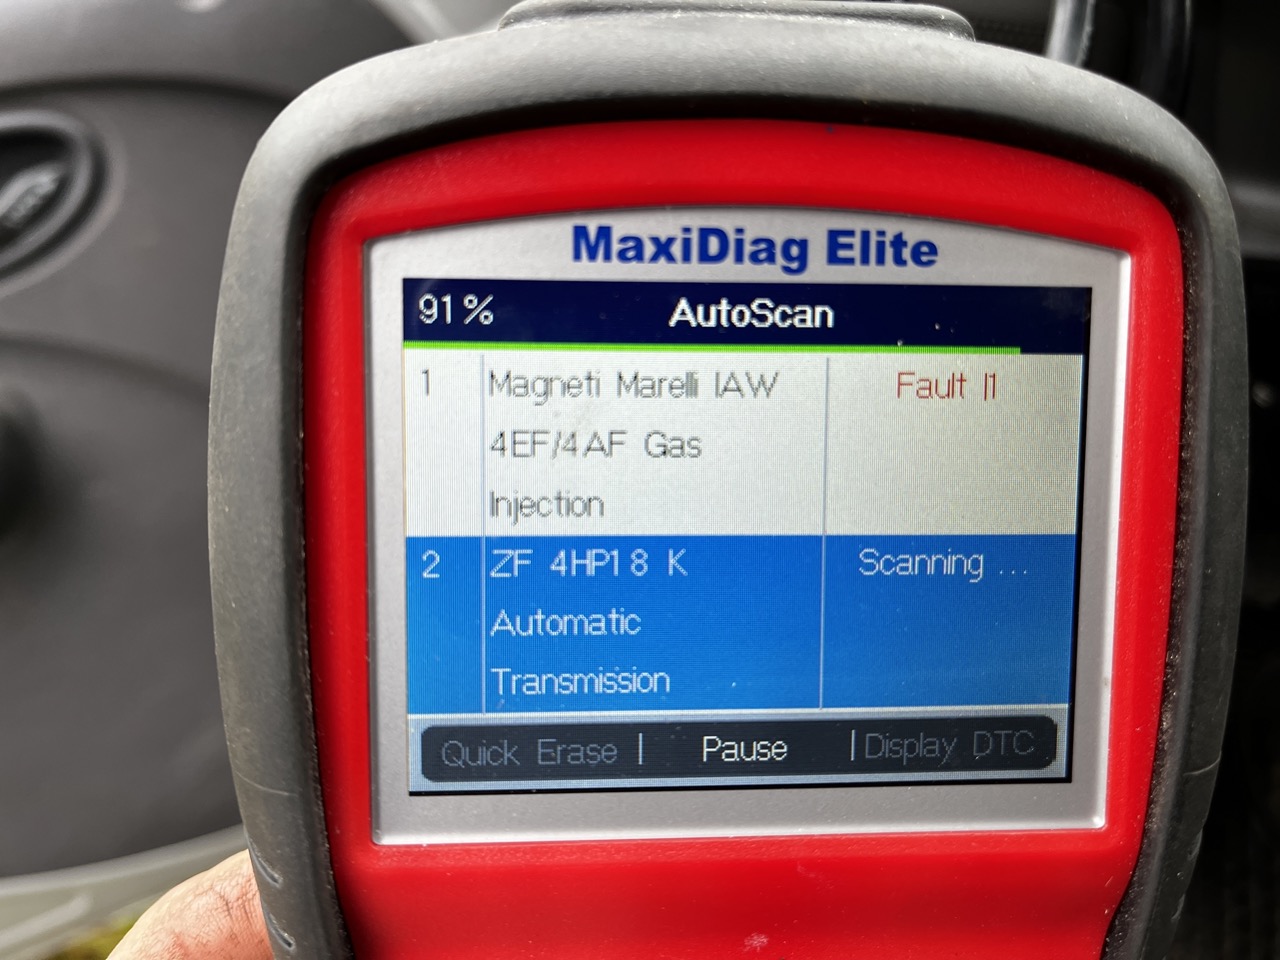 MaxiDiag Elite
91%
AutoScan
1
Magneti Marelli IAW
Fault |1
4EF/4AF Gas
Injection
2
ZF 4HP18 K
Scanning ...
Automatic
Transmission
Quick Erase | Pause | Display DTC